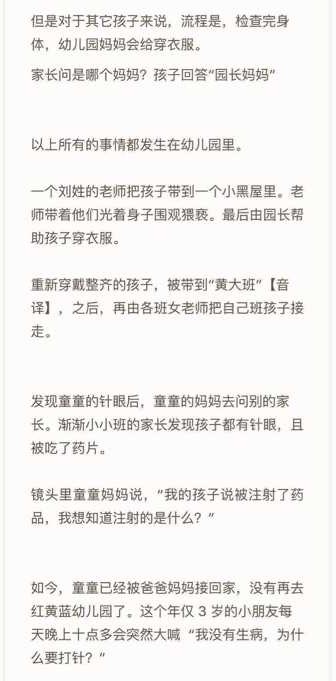 但是对于其它孩子来说，流程是，检查完身
体，幼儿园妈妈会给穿衣服。
家长问是哪个妈妈？孩子回答“园长妈妈”
以上所有的事情都发生在幼儿园里。
一个刘姓的老师把孩子带到一个小黑屋里。老
师带着他们光着身子围观猥亵。最后由园长帮
助孩子穿衣服。
重新穿戴整齐的孩子，被带到“黄大班”【音
译】，之后，再由各班女老师把自己班孩子接
走。
发现童童的针眼后，童童的妈妈去问别的家
长。渐渐小小班的家长发现孩子都有针眼，且
被吃了药片。
镜头里童童妈妈说，“我的孩子说被注射了药
品，我想知道注射的是什么？”
如今，童童已经被爸爸妈妈接回家，没有再去
红黄蓝幼儿园了。这个年仅 3 岁的小朋友每
天晚上十点多会突然大喊“我没有生病，为什
么要打针？“